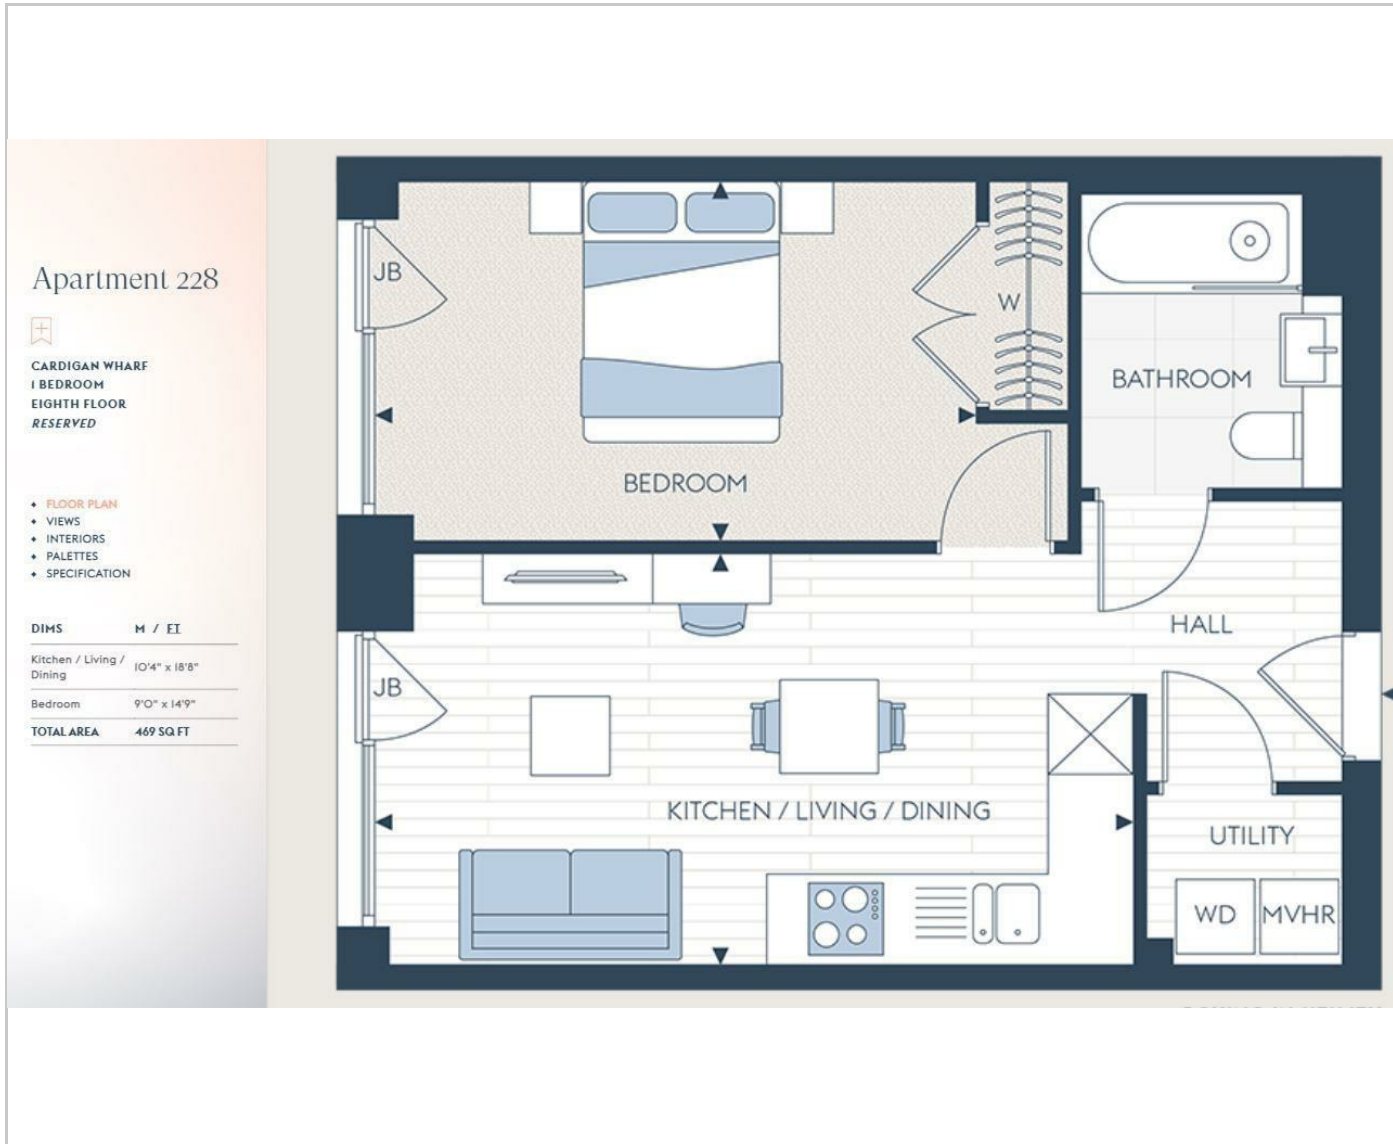 Apartment 228
CARDIGAN WHARF
1 BEDROOM
EIGHTH FLOOR
RESERVED
FLOOR PLAN
VIEWS
INTERIORS
PALETTES
SPECIFICATION
DIMS M / FT
Kitchen / Living /
Dining
10'4" x 18'8"
Bedroom 9'0" x 14'9"
TOTAL AREA 469 SQ FT
JB
W
BATHROOM
BEDROOM
HALL
JB
KITCHEN / LIVING / DINING
UTILITY
WD MVHR